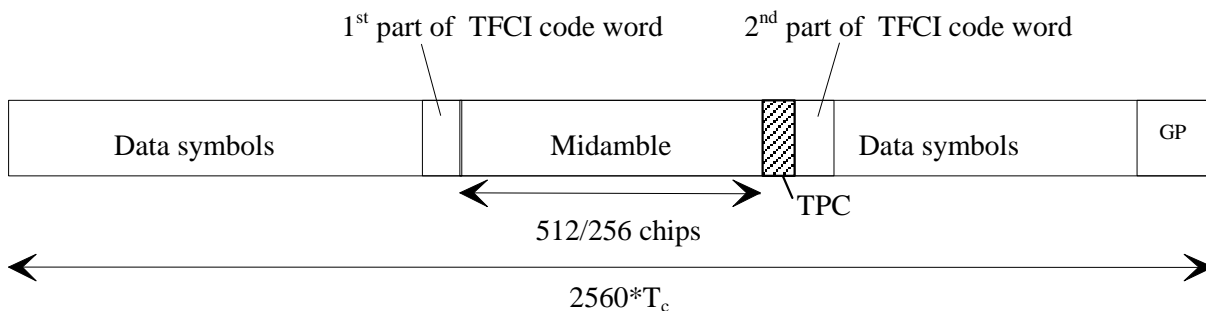 1st part of TFCI code word
2nd part of TFCI code word
Data symbols
Midamble
Data symbols
GP
TPC
512/256 chips
2560*Tc